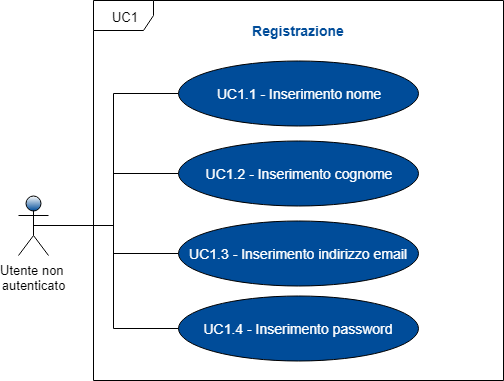 UC1
Registrazione
UC1.1 - Inserimento nome
UC1.2 - Inserimento cognome
UC1.3 - Inserimento indirizzo email
UC1.4 - Inserimento password
Utente non
autenticato